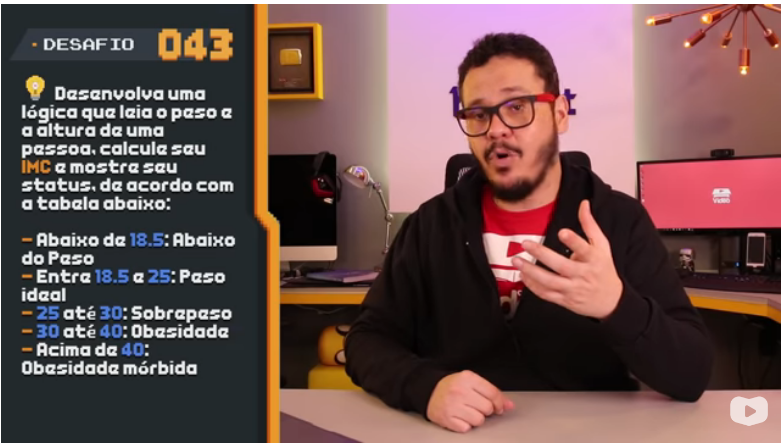 • DESAFIO 043
Desenvolva uma
lógica que leia o peso e
a altura de uma
pessoa, calcule seu
IMC e mostre seu
status, de acordo com
a tabela abaixo:
– Abaixo de 18.5: Abaixo
do Peso
– Entre 18.5 e 25: Peso
ideal
– 25 até 30: Sobrepeso
– 30 até 40: Obesidade
– Acima de 40:
Obesidade mórbida